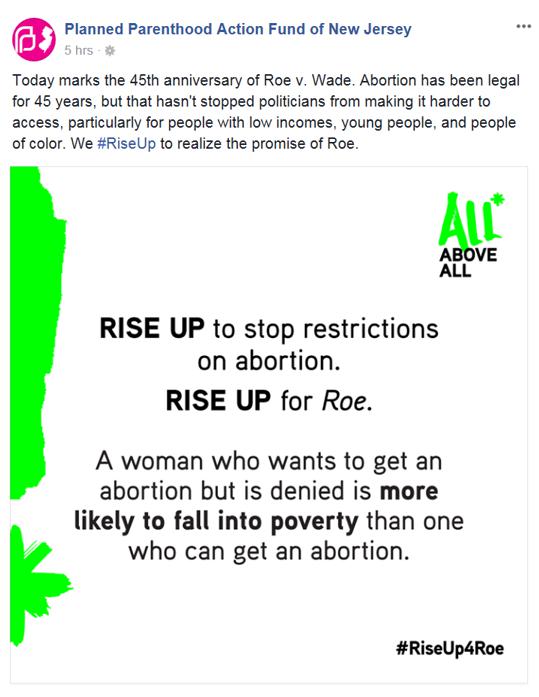 Planned Parenthood Action Fund of New Jersey
5 hrs ·
Today marks the 45th anniversary of Roe v. Wade. Abortion has been legal
for 45 years, but that hasn't stopped politicians from making it harder to
access, particularly for people with low incomes, young people, and people
of color. We #RiseUp to realize the promise of Roe.
ALL*
ABOVE
ALL
RISE UP to stop restrictions
on abortion.
RISE UP for Roe.
A woman who wants to get an
abortion but is denied is more
likely to fall into poverty than one
who can get an abortion.
#RiseUp4Roe